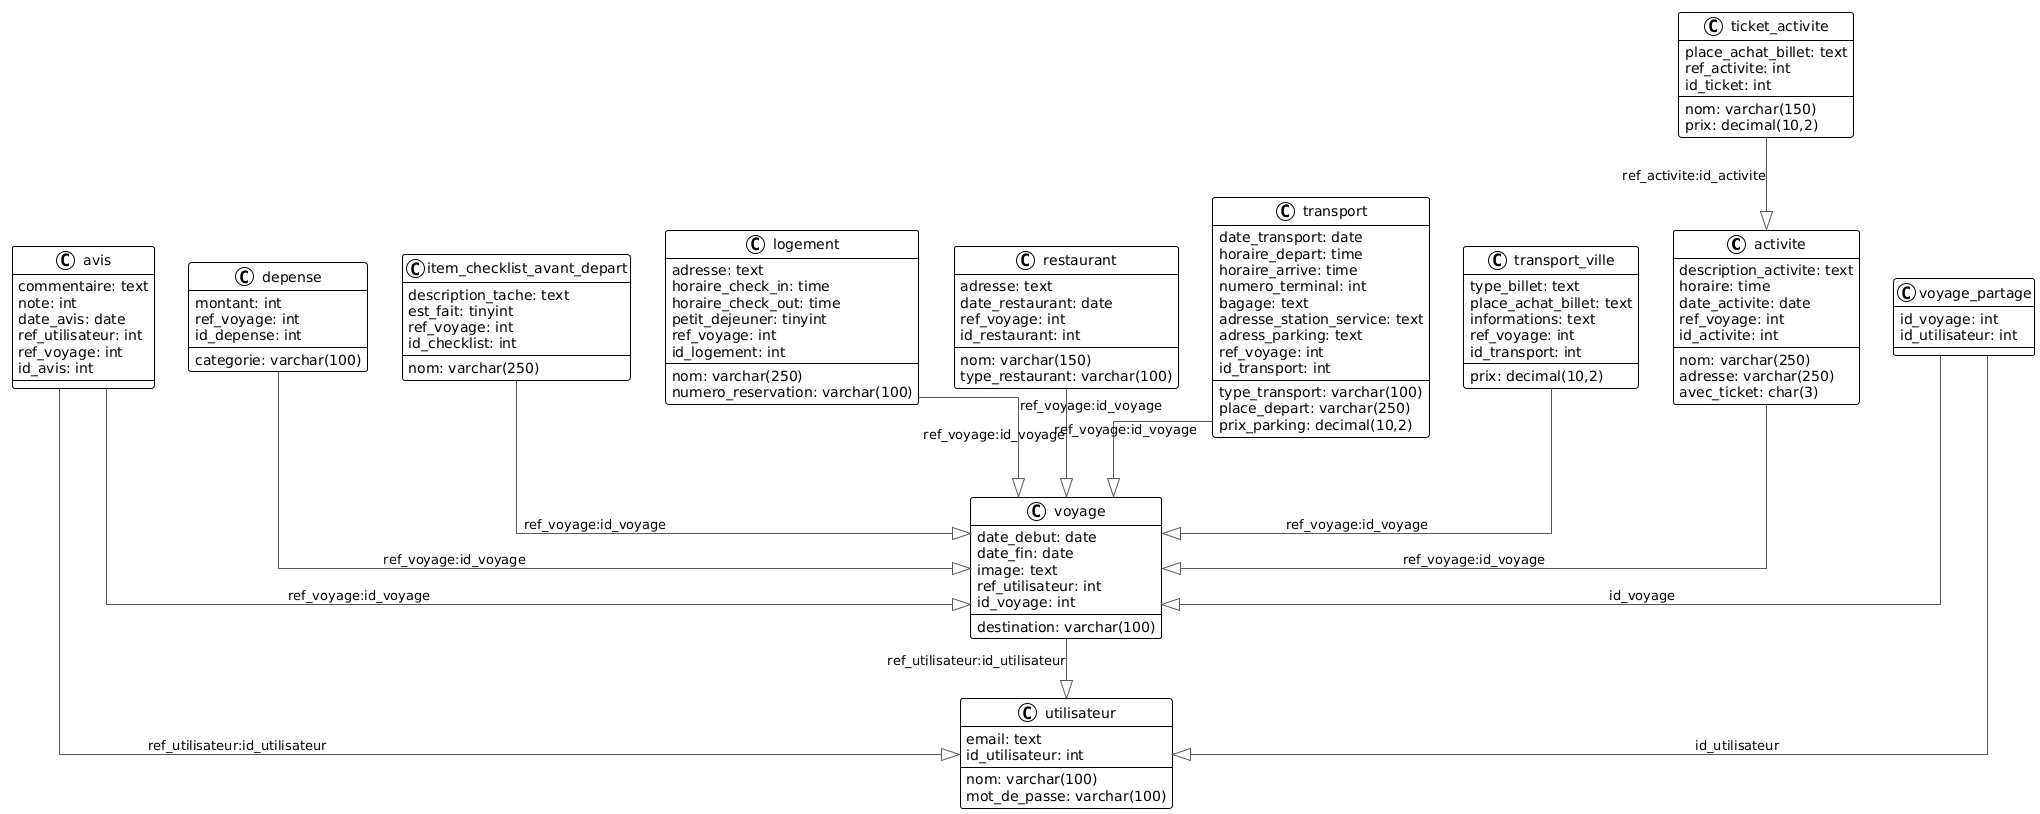 C ticket_activite
place_achat_billet: text
ref_activite: int
id_ticket: int
nom: varchar(150)
prix: decimal(10,2)
ref_activite:id_activite
C avis
commentaire: text
note: int
date_avis: date
ref_utilisateur: int
ref_voyage: int
id_avis: int
C depense
montant: int
ref_voyage: int
id_depense: int
categorie: varchar(100)
C item_checklist_avant_depart
description_tache: text
est_fait: tinyint
ref_voyage: int
id_checklist: int
nom: varchar(250)
C logement
adresse: text
horaire_check_in: time
horaire_check_out: time
petit_dejeuner: tinyint
ref_voyage: int
id_logement: int
nom: varchar(250)
numero_reservation: varchar(100)
C restaurant
adresse: text
date_restaurant: date
ref_voyage: int
id_restaurant: int
nom: varchar(150)
type_restaurant: varchar(100)
C transport
date_transport: date
horaire_depart: time
horaire_arrive: time
numero_terminal: int
bagage: text
adresse_station_service: text
adress_parking: text
ref_voyage: int
id_transport: int
type_transport: varchar(100)
place_depart: varchar(250)
prix_parking: decimal(10,2)
C transport_ville
type_billet: text
place_achat_billet: text
informations: text
ref_voyage: int
id_transport: int
prix: decimal(10,2)
C activite
description_activite: text
horaire: time
date_activite: date
ref_voyage: int
id_activite: int
nom: varchar(250)
adresse: varchar(250)
avec_ticket: char(3)
C voyage_partage
id_voyage: int
id_utilisateur: int
ref_voyage:id_voyage
ref_voyage:id_voyage
ref_voyage:id_voyage
ref_voyage:id_voyage
ref_voyage:id_voyage
ref_voyage:id_voyage
ref_voyage:id_voyage
ref_voyage:id_voyage
id_voyage
C voyage
date_debut: date
date_fin: date
image: text
ref_utilisateur: int
id_voyage: int
destination: varchar(100)
ref_utilisateur:id_utilisateur
ref_utilisateur:id_utilisateur
id_utilisateur
C utilisateur
email: text
id_utilisateur: int
nom: varchar(100)
mot_de_passe: varchar(100)